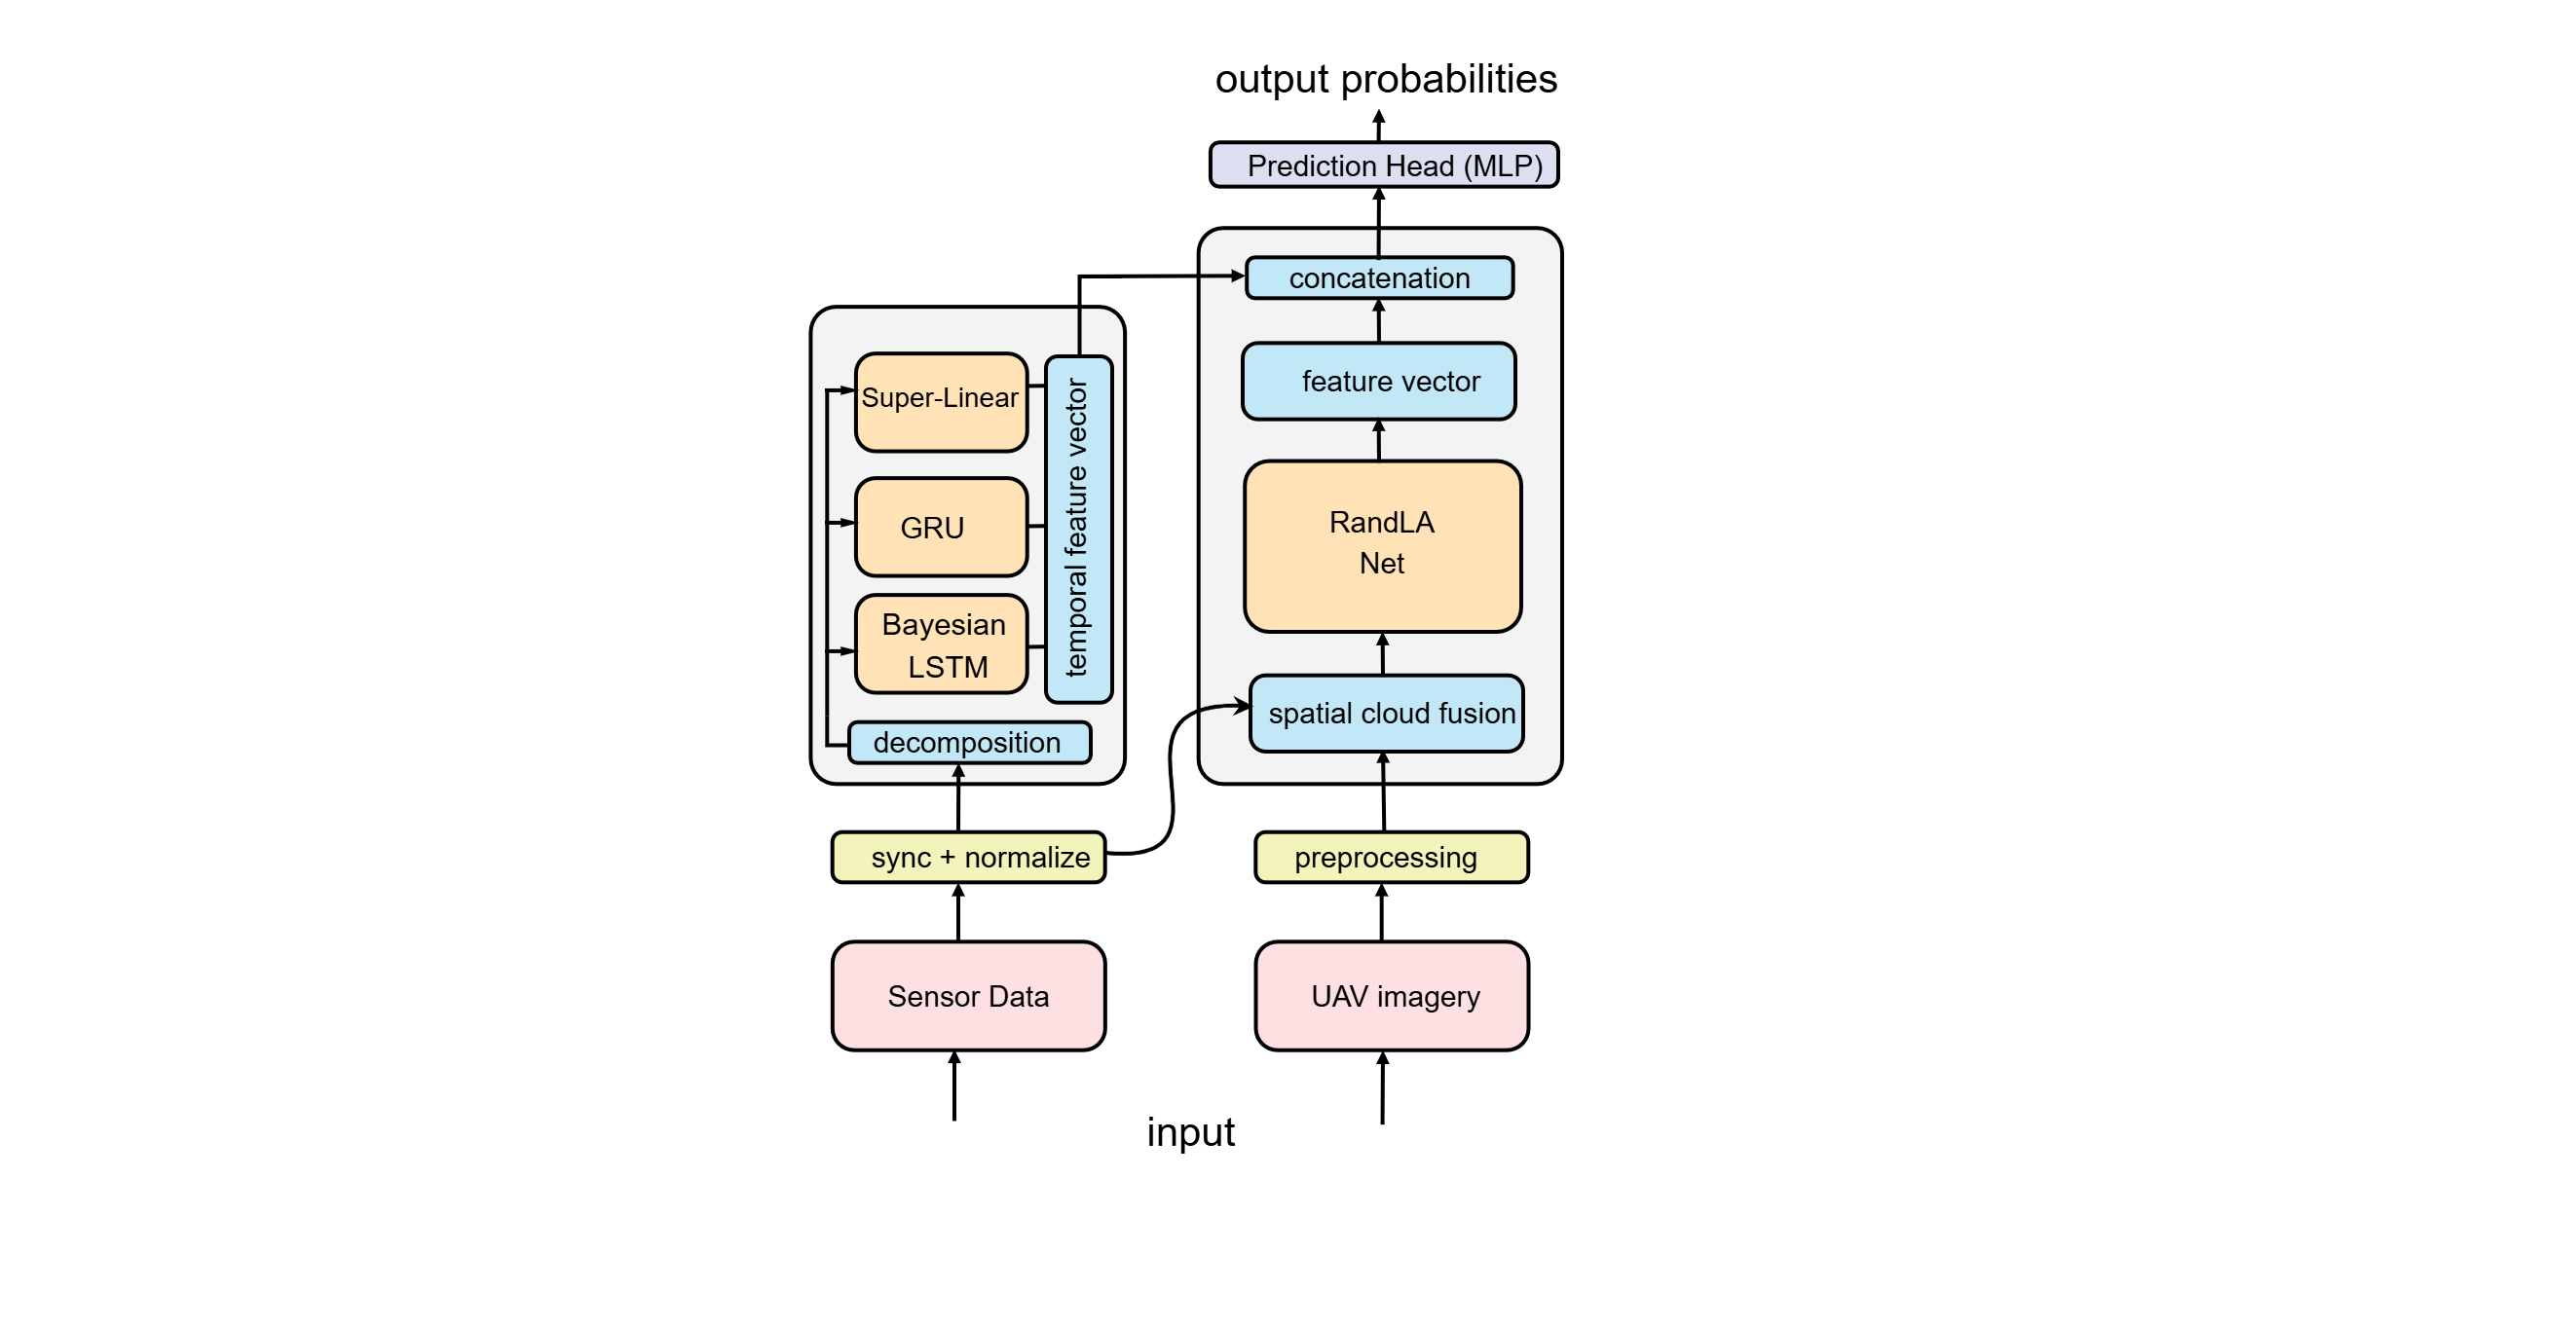 output probabilities
Prediction Head (MLP)
concatenation
feature vector
RandLA
Net
spatial cloud fusion
preprocessing
UAV imagery
Super-Linear
GRU
Bayesian
LSTM
temporal feature vector
decomposition
sync + normalize
Sensor Data
input